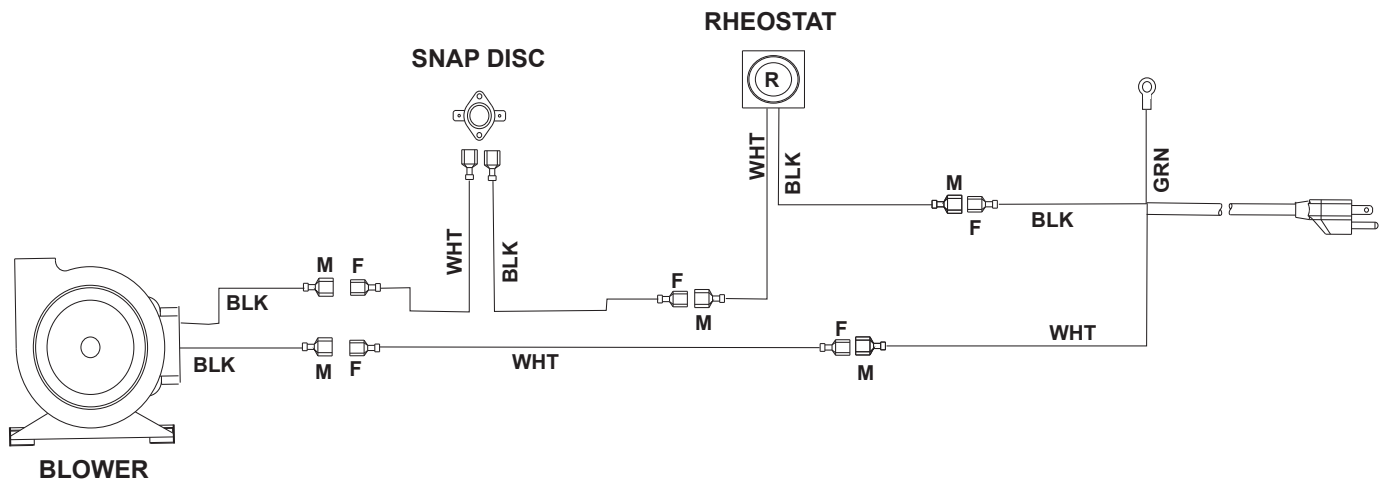 RHEOSTAT
SNAP DISC
R
WHT
BLK
GRN
M
F
BLK
WHT
BLK
M
F
BLK
F
M
F
M
WHT
BLK
M
F
WHT
BLOWER